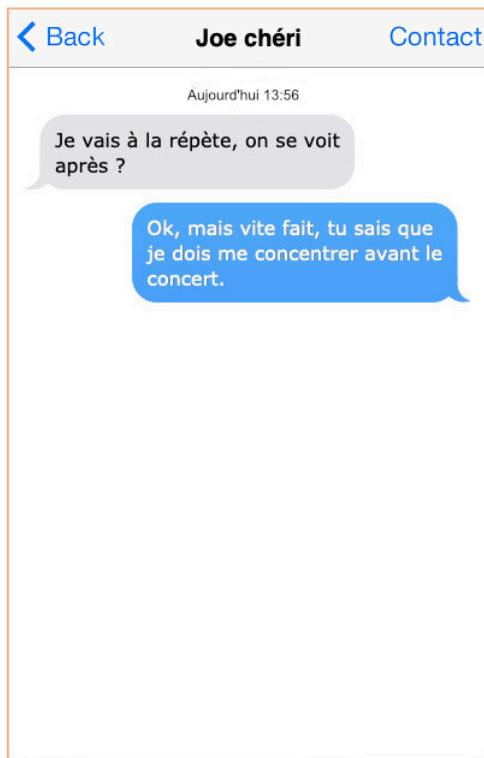 Back Joe chéri Contact
Aujourd'hui 13:56
Je vais à la répète, on se voit
après ?
Ok, mais vite fait, tu sais que
je dois me concentrer avant le
concert.